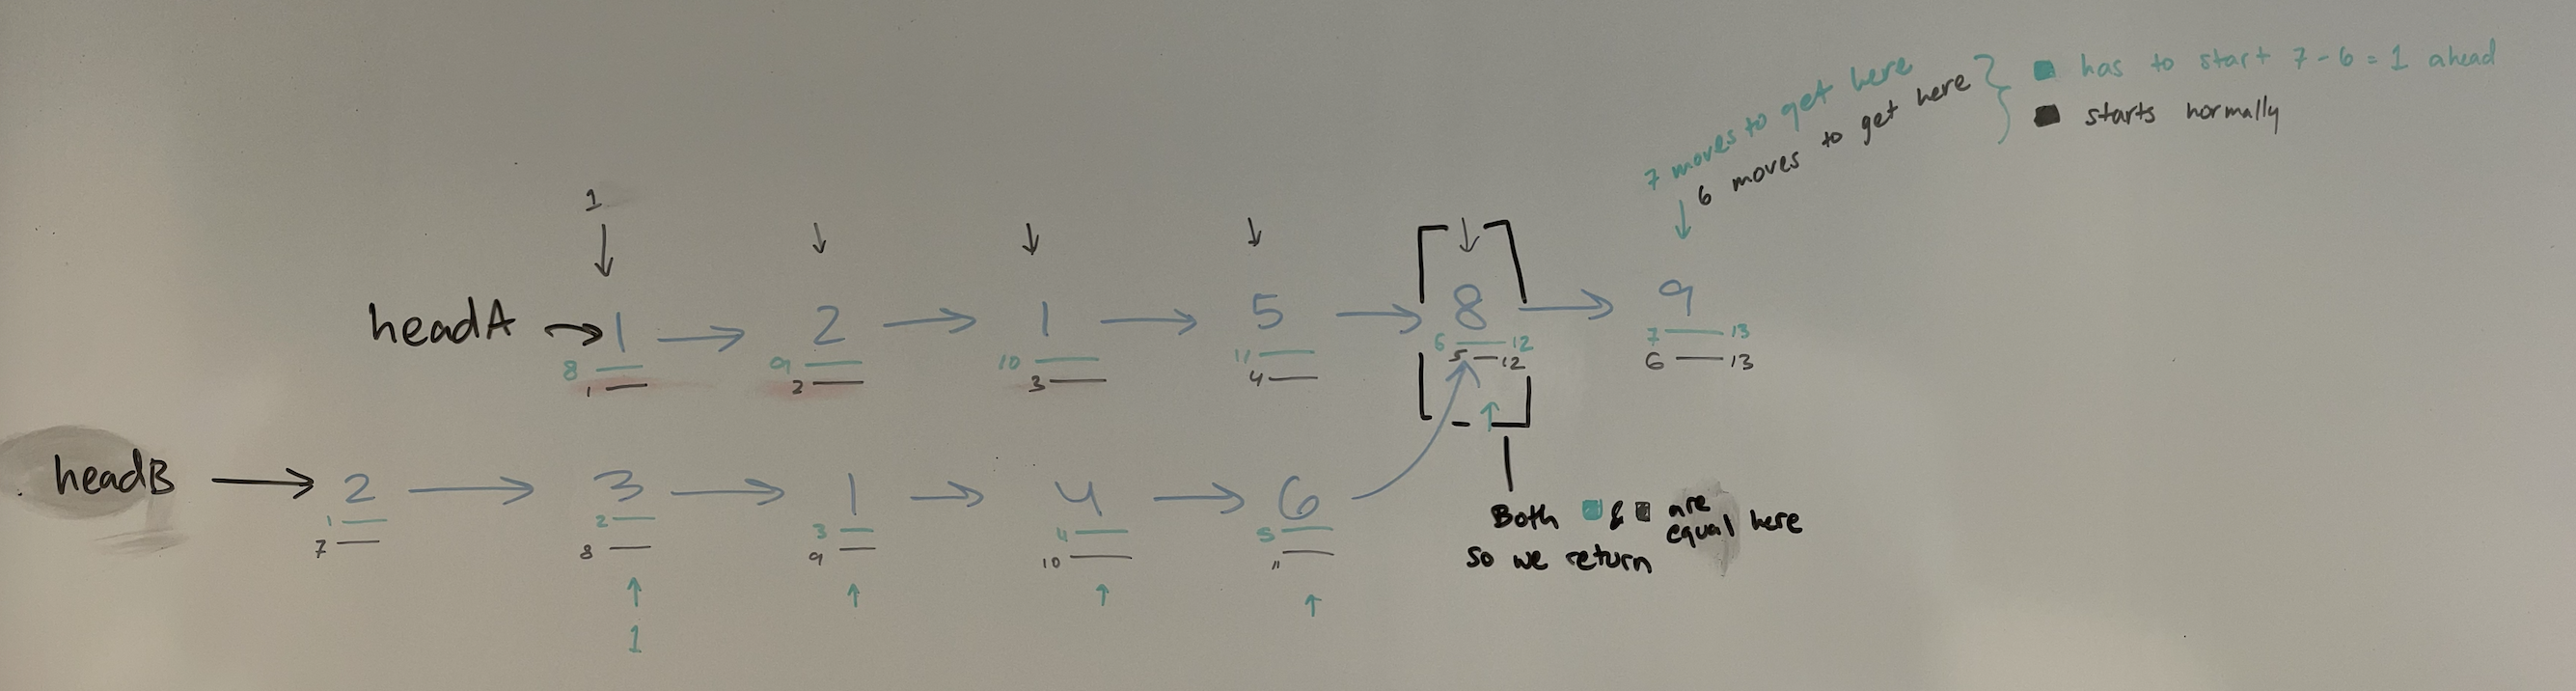 7 moves to get here
6 moves to get here
has to start 7 - 6 = 1 ahead
starts normally
1
headA 1 2 1 5 8 9
8 9 10 11 6 12 7 13
1 2 3 4 5 12 6 13
headB 2 3 1 4 6
1 2 3 4 5
7 8 9 10 11
1
Both & are
equal here
so we return